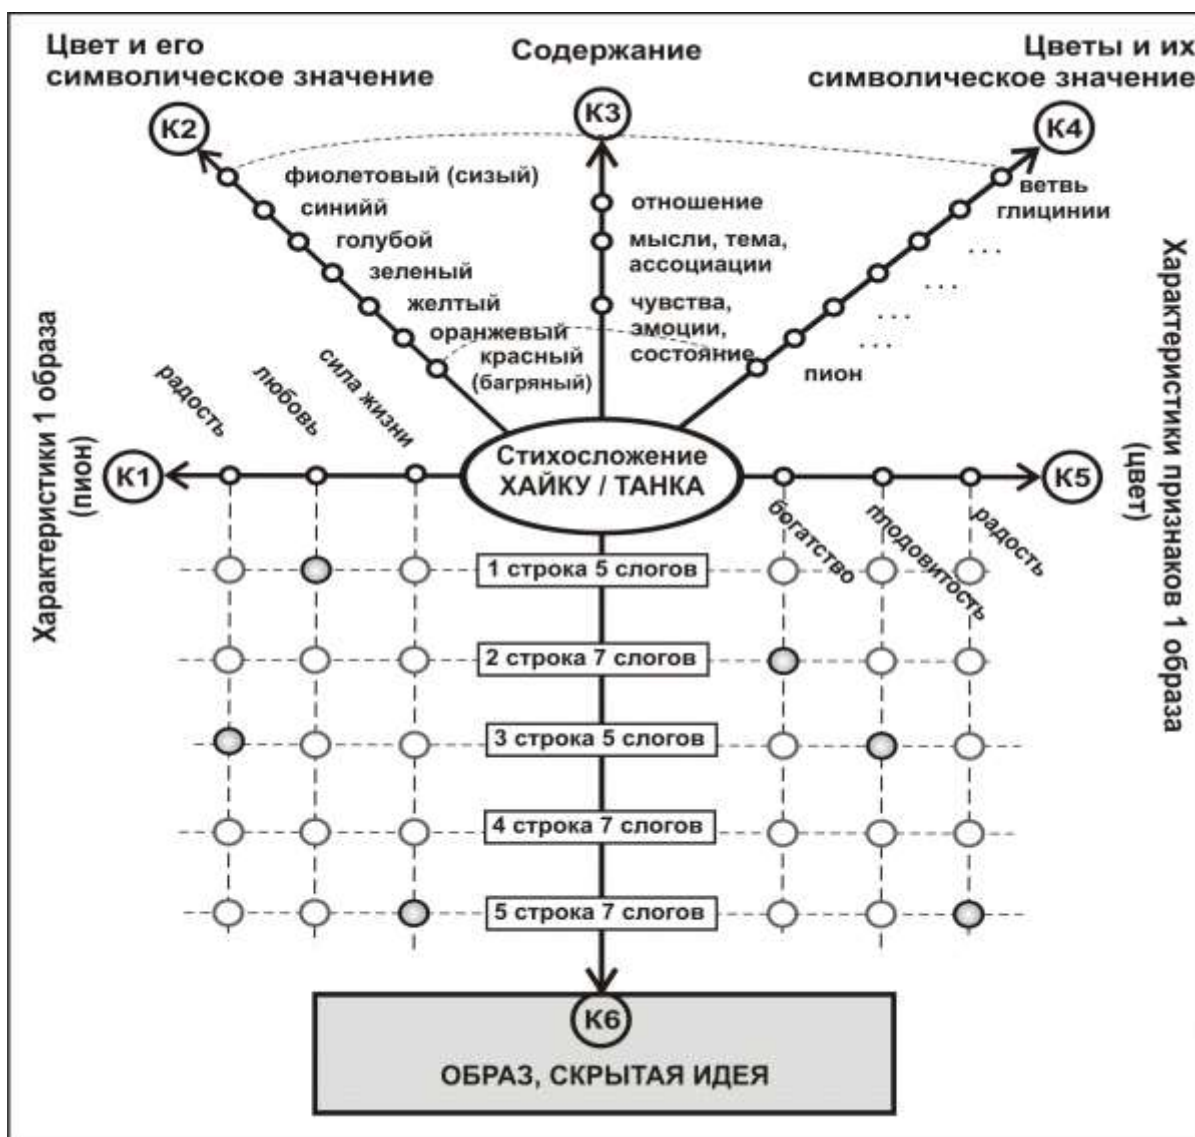 Цвет и его
символическое значение
Содержание
Цветы и их
символическое значение
К2
К3
К4
фиолетовый (сизый)
синийй
голубой
зеленый
желтый
оранжевый
красный
(багряный)
отношение
мысли, тема,
ассоциации
чувства,
эмоции,
состояние
ветвь
глицинии
. . .
. . .
. . .
. . .
пион
Характеристики 1 образа
(пион)
радость
любовь
сила жизни
К1
Стихосложение
ХАЙКУ / ТАНКА
К5
богатство
плодовитость
радость
Характеристики признаков 1 образа
(цвет)
1 строка 5 слогов
2 строка 7 слогов
3 строка 5 слогов
4 строка 7 слогов
5 строка 7 слогов
К6
ОБРАЗ, СКРЫТАЯ ИДЕЯ